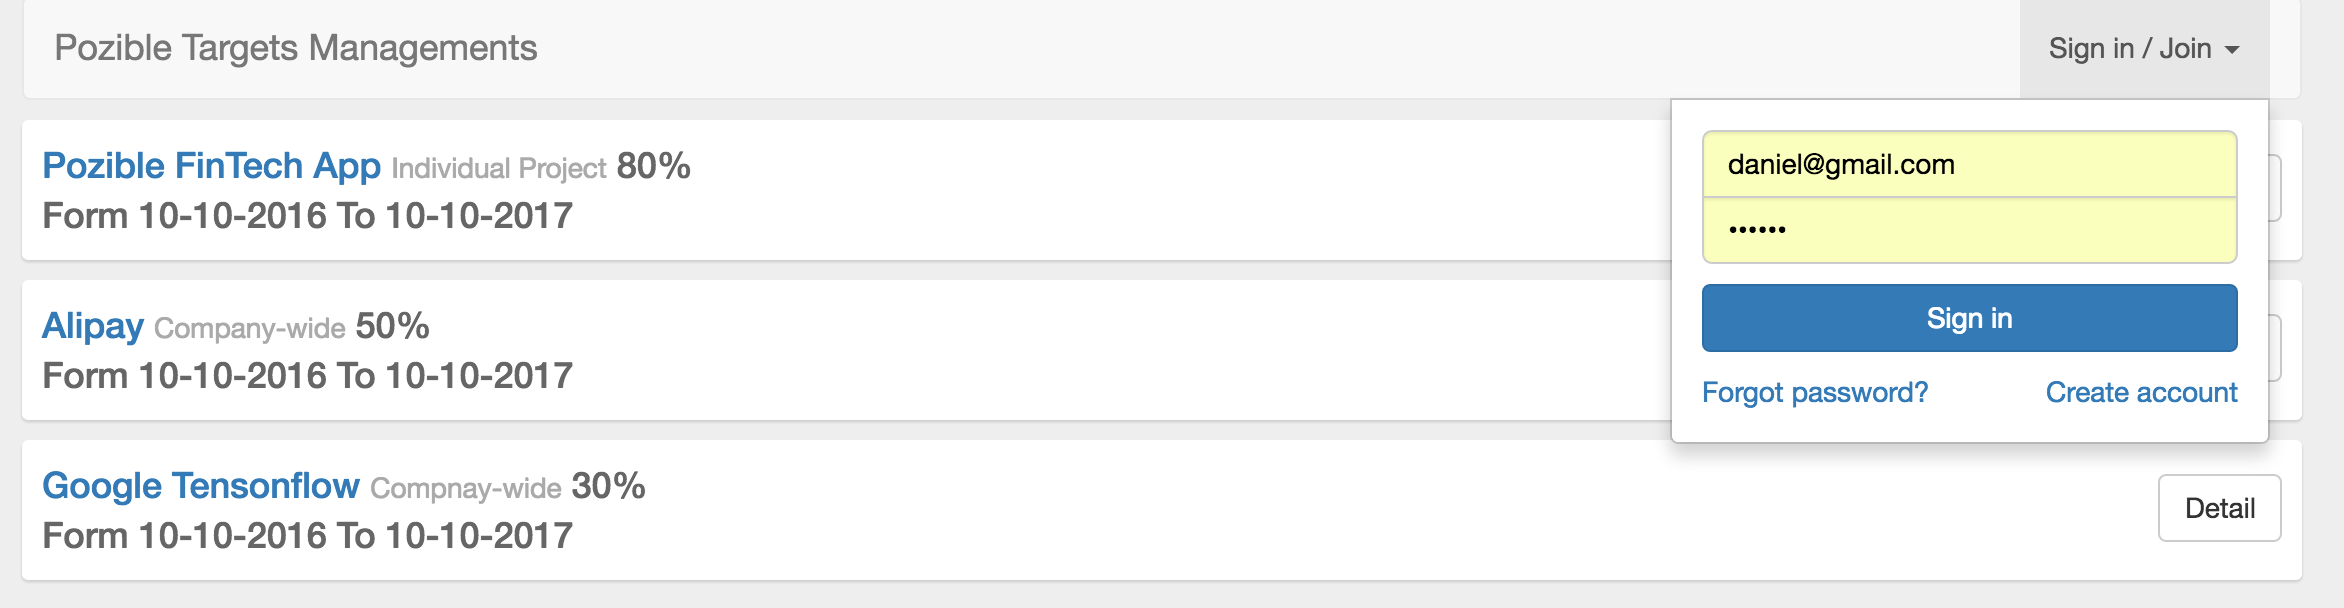 Pozible Targets Managements
Sign in / Join
Pozible FinTech App Individual Project 80%
Form 10-10-2016 To 10-10-2017
Alipay Company-wide 50%
Form 10-10-2016 To 10-10-2017
Google Tensonflow Compnay-wide 30%
Form 10-10-2016 To 10-10-2017
Detail
daniel@gmail.com
••••••
Sign in
Forgot password?
Create account